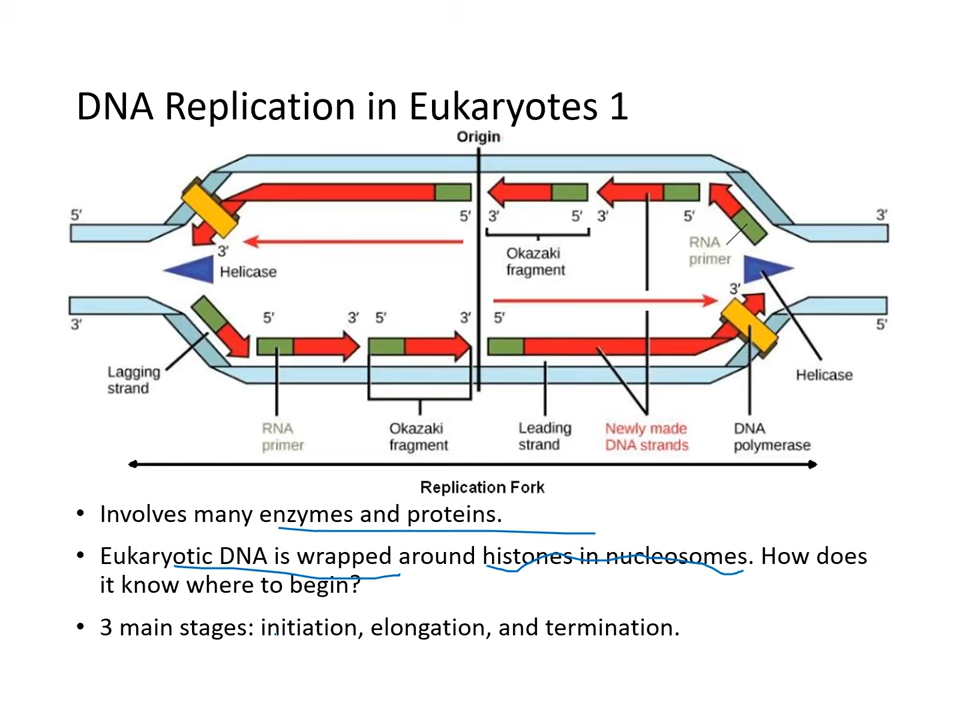 DNA Replication in Eukaryotes 1
Origin
5′ 3′
5′ 3′ 5′ 3′ 5′
3′
RNA
primer
Okazaki
fragment
Helicase
3′
3′ 5′ 3′ 5′ 3′ 5′ 5′
Lagging
strand
Helicase
RNA
primer
Okazaki
fragment
Leading
strand
Newly made
DNA strands
DNA
polymerase
Replication Fork
• Involves many enzymes and proteins.
• Eukaryotic DNA is wrapped around histones in nucleosomes. How does
it know where to begin?
• 3 main stages: initiation, elongation, and termination.